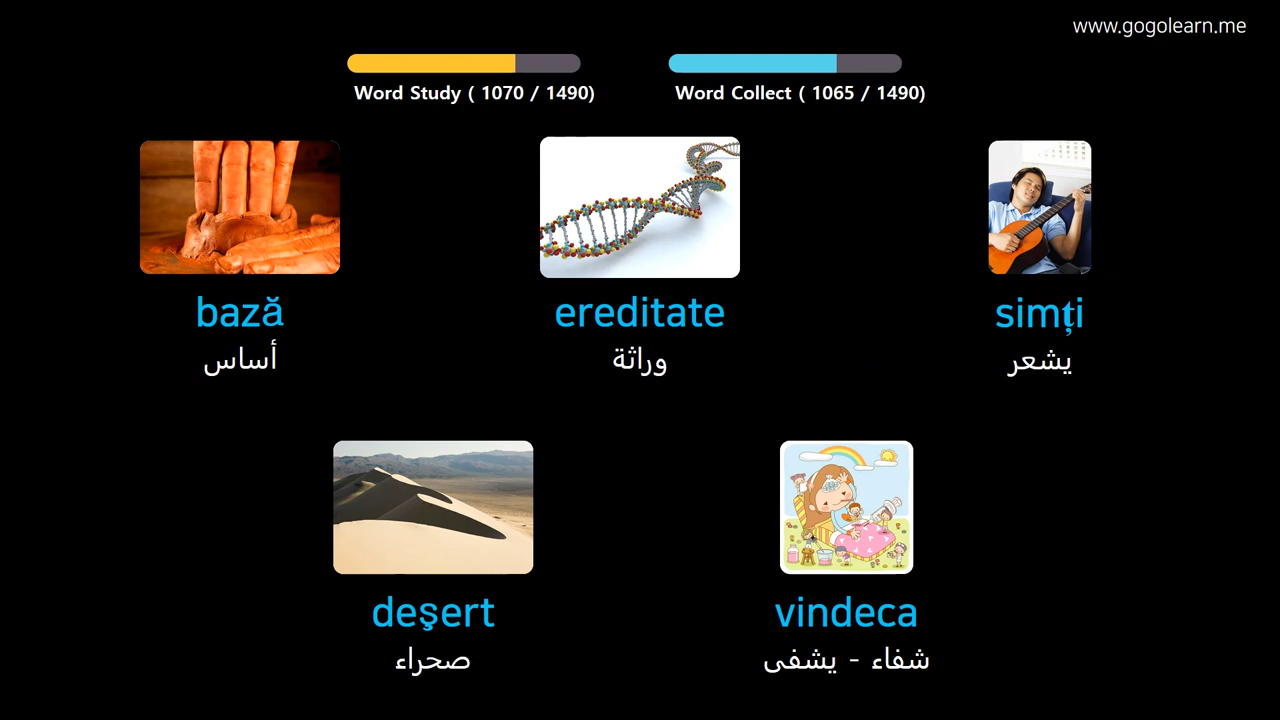 www.gogolearn.me
Word Study ( 1070 / 1490)
Word Collect ( 1065 / 1490)
bază
ereditate
simți
أساس
وراثة
يشعر
deşert
vindeca
صحراء
شفاء - يشفى